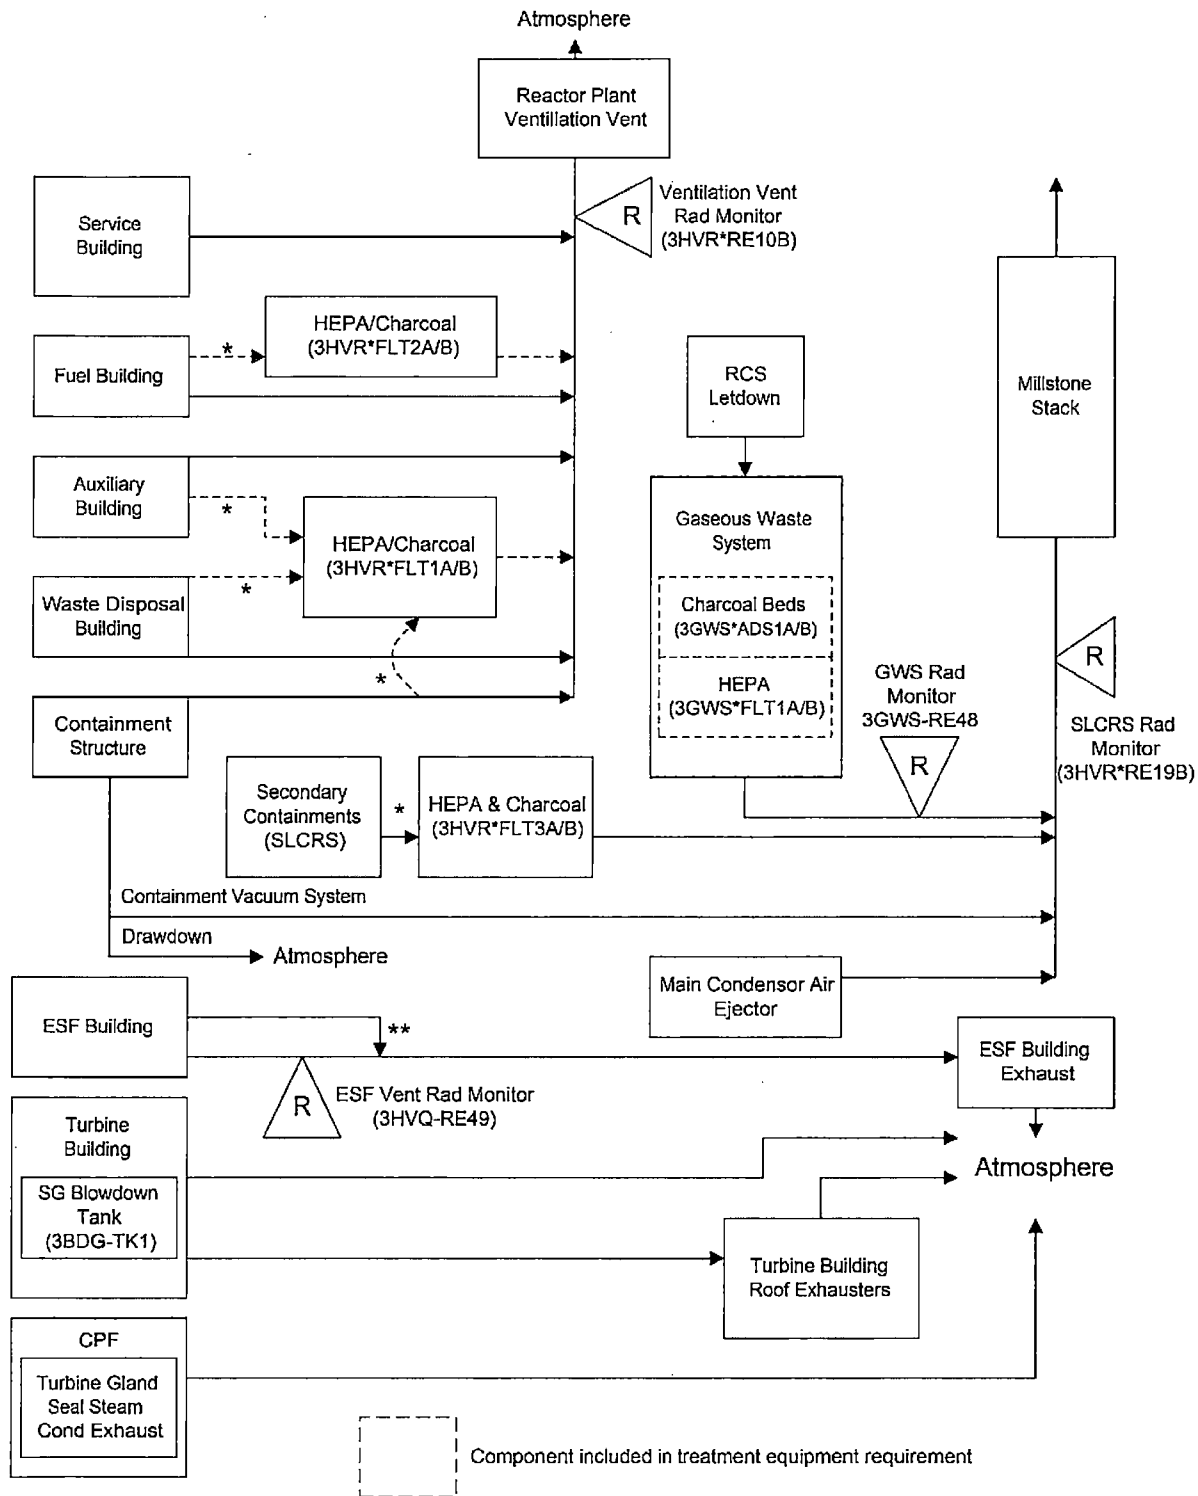 Atmosphere
Reactor Plant
Ventillation Vent
Ventilation Vent
Rad Monitor
(3HVR*RE10B)
R
Service
Building
HEPA/Charcoal
(3HVR*FLT2A/B)
*
Fuel Building
RCS
Letdown
Millstone
Stack
Auxiliary
Building
*
HEPA/Charcoal
(3HVR*FLT1A/B)
Gaseous Waste
System
Waste Disposal
Building
*
*
Charcoal Beds
(3GWS*ADS1A/B)
HEPA
(3GWS*FLT1A/B)
R
GWS Rad
Monitor
3GWS-RE48
R
SLCRS Rad
Monitor
(3HVR*RE19B)
Containment
Structure
Secondary
Containments
(SLCRS)
*
HEPA & Charcoal
(3HVR*FLT3A/B)
Containment Vacuum System
Drawdown
Atmosphere
Main Condensor Air
Ejector
ESF Building
**
R
ESF Vent Rad Monitor
(3HVQ-RE49)
ESF Building
Exhaust
Turbine
Building
SG Blowdown
Tank
(3BDG-TK1)
Atmosphere
Turbine Building
Roof Exhausters
CPF
Turbine Gland
Seal Steam
Cond Exhaust
Component included in treatment equipment requirement